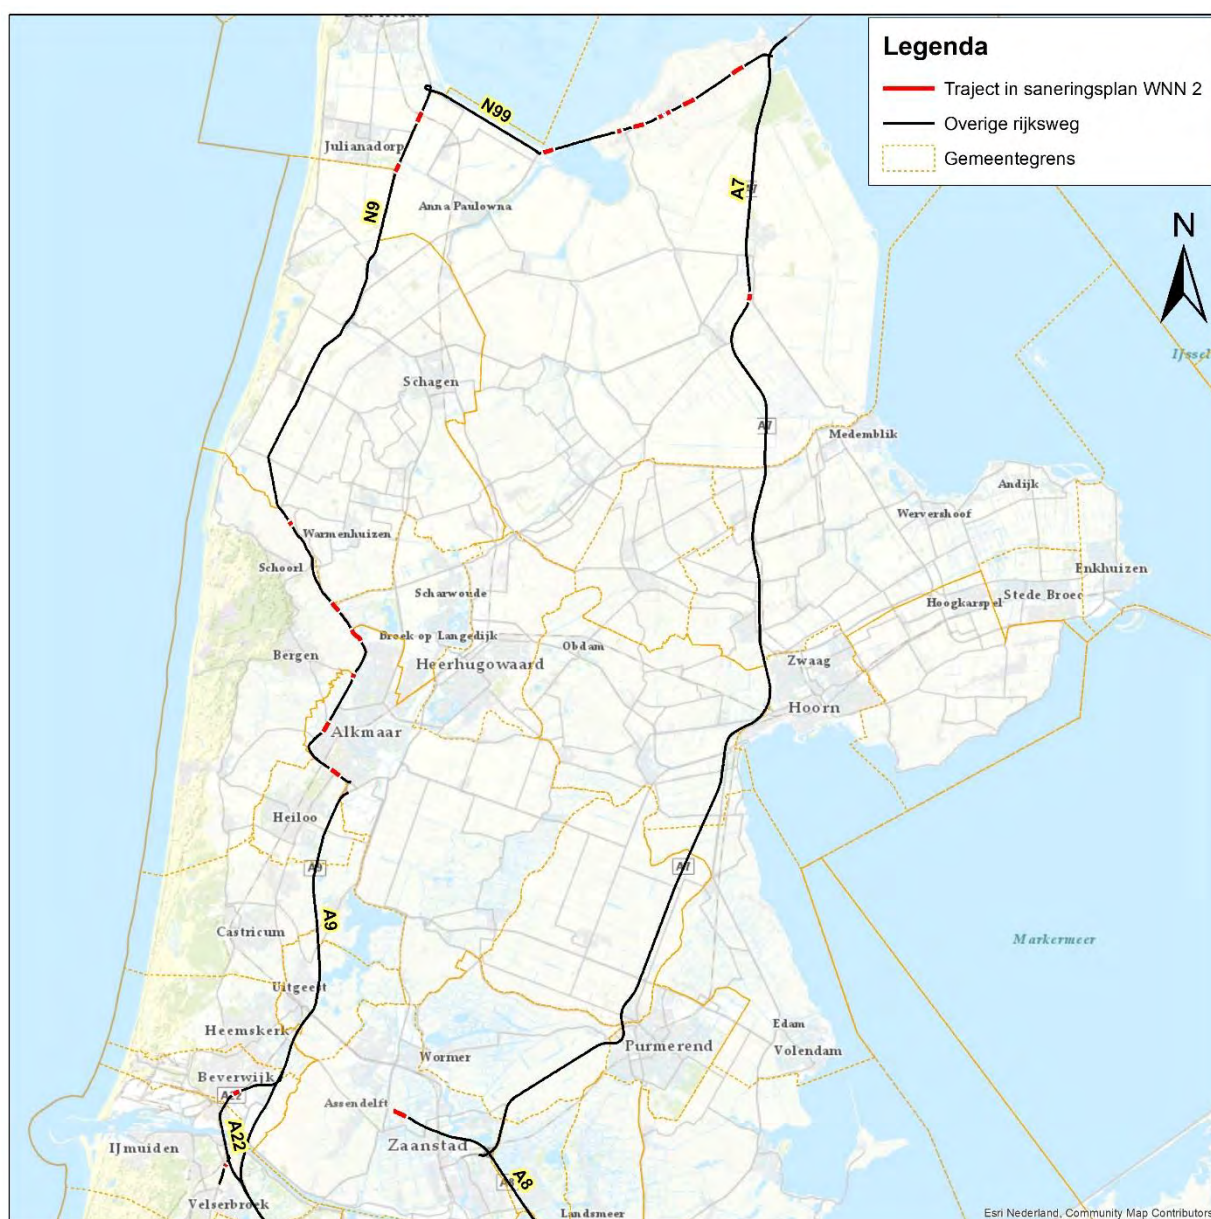 Legenda
Traject in saneringsplan WNN 2
Overige rijksweg
Gemeentegrens
N99
Julianadorp
A7
N9
Anna Paulowna
N
IJssel
Schagen
A7
Medemblik
Andijk
Wervershoof
Warmenhuizen
Schoorl
Enkhuizen
Scharwoude
Stede Broec
Hoogkarspel
Broek op Langedijk
Obdam
Bergen
Heerhugowaard
Zwaag
Hoorn
Alkmaar
Heiloo
A9
A7
A9
Castricum
Markermeer
Uitgeest
Heemskerk
Edam
Purmerend
Volendam
Wormer
Beverwijk
A22
Assendelft
A22
Zaanstad
IJmuiden
A8
A8
Velserbroek
Landsmeer
Esri Nederland, Community Map Contributors